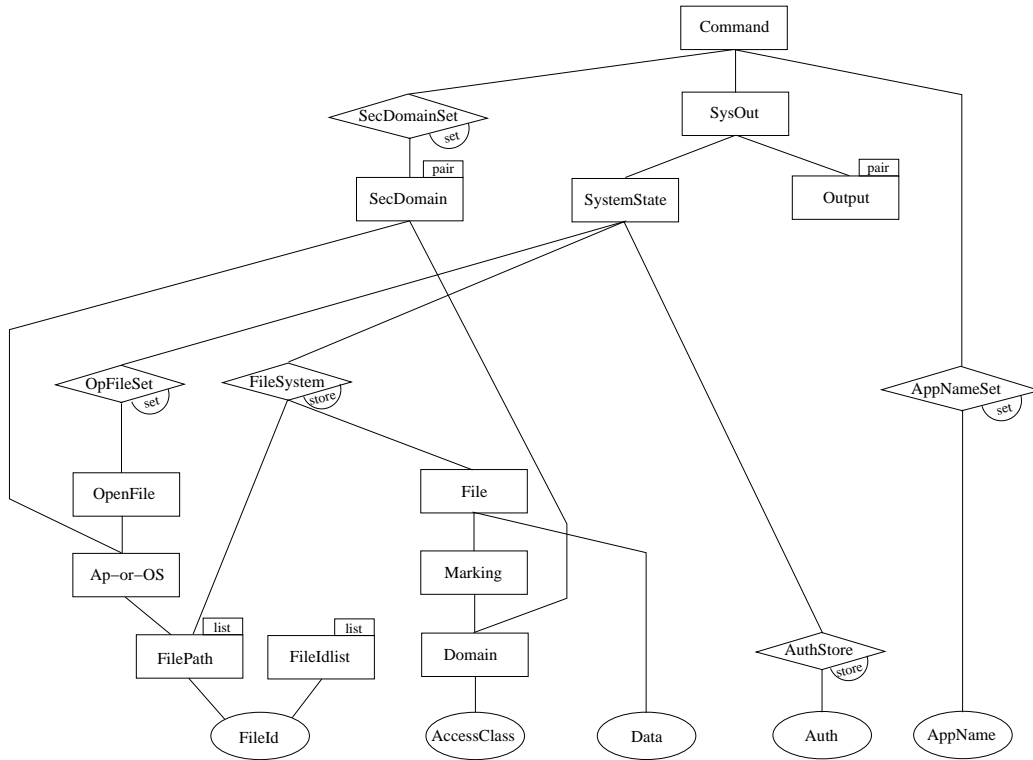 Command
SecDomainSet
set
SysOut
pair
SecDomain
SystemState
pair
Output
OpFileSet
set
FileSystem
store
AppNameSet
set
OpenFile
File
Ap-or-OS
Marking
list
FilePath
list
FileIdlist
Domain
AuthStore
store
FileId
AccessClass
Data
Auth
AppName